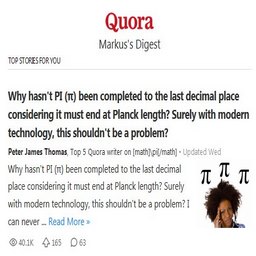 Quora
Markus's Digest
TOP STORIES FOR YOU
Why hasn't PI (π) been completed to the last decimal place
considering it must end at Planck length? Surely with modern
technology, this shouldn't be a problem?
Peter James Thomas, Top 5 Quora writer on [math]\pi[/math] • Updated Wed
Why hasn't PI (π) been completed to the last decimal
place considering it must end at Planck length? Surely
with modern technology, this shouldn't be a problem? I
can never ... Read More »
π π π
40.1K 165 63